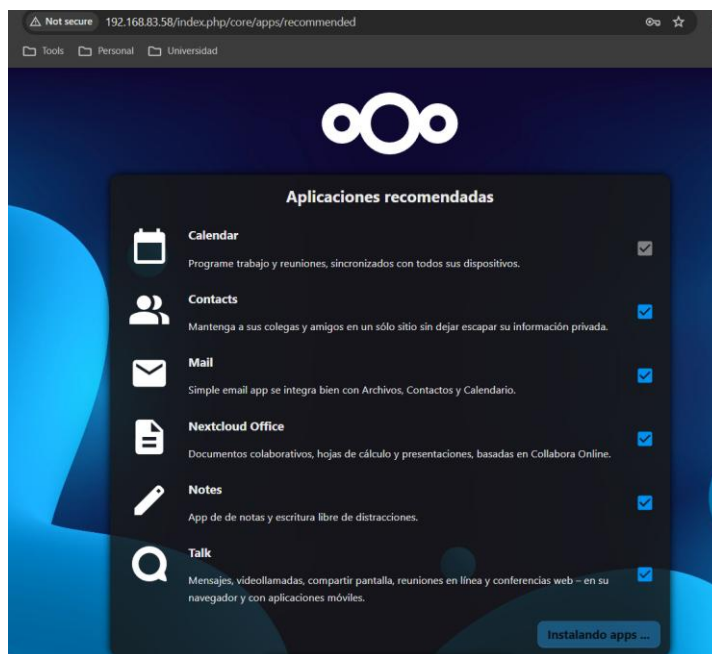 Not secure 192.168.83.58/index.php/core/apps/recommended
Tools Personal Universidad
Aplicaciones recomendadas
Calendar
Programe trabajo y reuniones, sincronizados con todos sus dispositivos.
Contacts
Mantenga a sus colegas y amigos en un sólo sitio sin dejar escapar su información privada.
Mail
Simple email app se integra bien con Archivos, Contactos y Calendario.
Nextcloud Office
Documentos colaborativos, hojas de cálculo y presentaciones, basadas en Collabora Online.
Notes
App de de notas y escritura libre de distracciones.
Talk
Mensajes, videollamadas, compartir pantalla, reuniones en línea y conferencias web – en su
navegador y con aplicaciones móviles.
Instalando apps ...